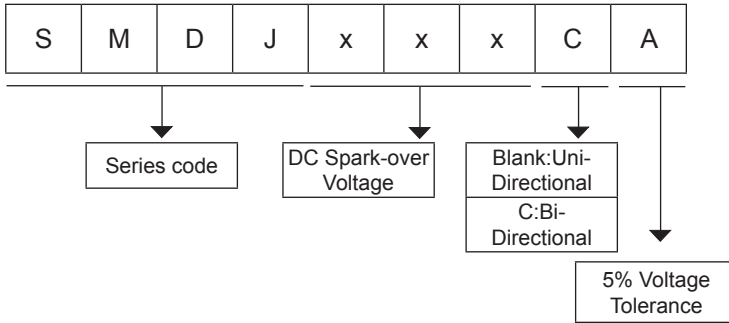 S M D J x x x C A
Series code
DC Spark-over
Voltage
Blank:Uni-
Directional
C:Bi-
Directional
5% Voltage
Tolerance